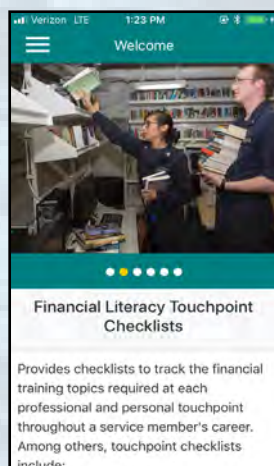 Verizon LTE 1:23 PM
Welcome
Financial Literacy Touchpoint
Checklists
Provides checklists to track the financial
training topics required at each
professional and personal touchpoint
throughout a service member's career.
Among others, touchpoint checklists
include: